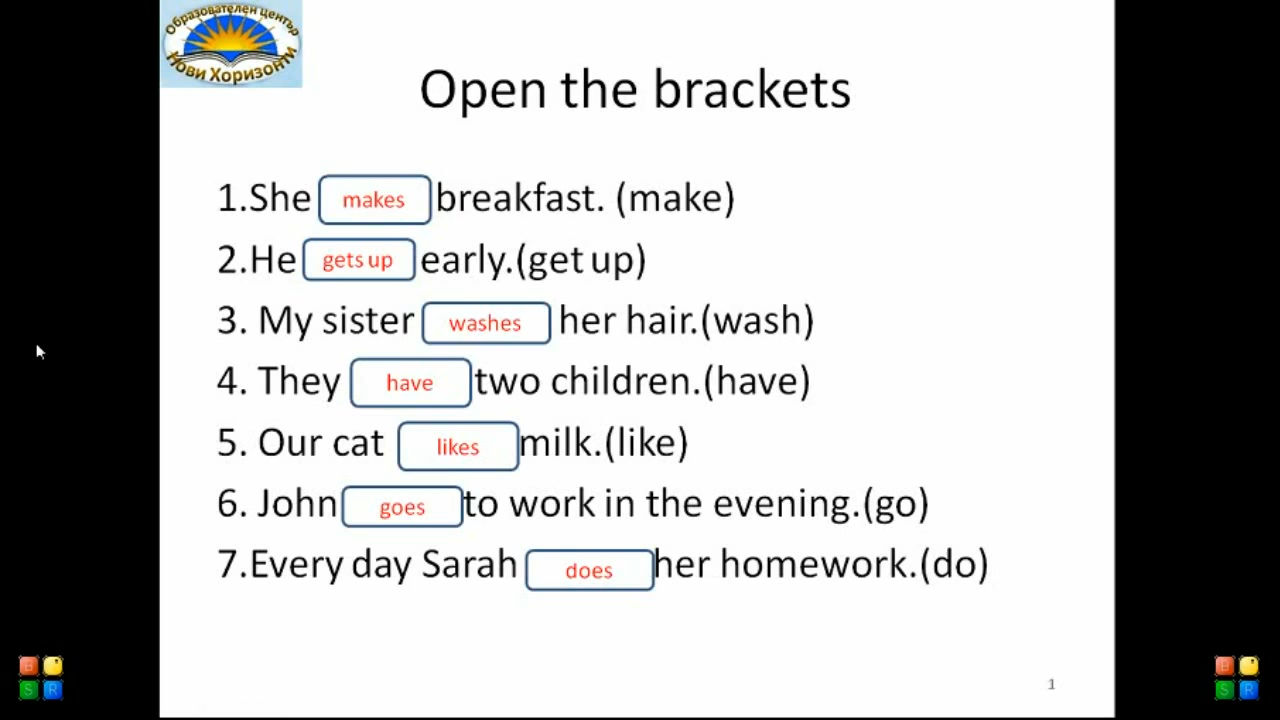 Образователен център
Нови Хоризонти
Open the brackets
1.She makes breakfast. (make)
2.He gets up early.(get up)
3. My sister washes her hair.(wash)
4. They have two children.(have)
5. Our cat likes milk.(like)
6. John goes to work in the evening.(go)
7.Every day Sarah does her homework.(do)
B
S R
B
S R
1